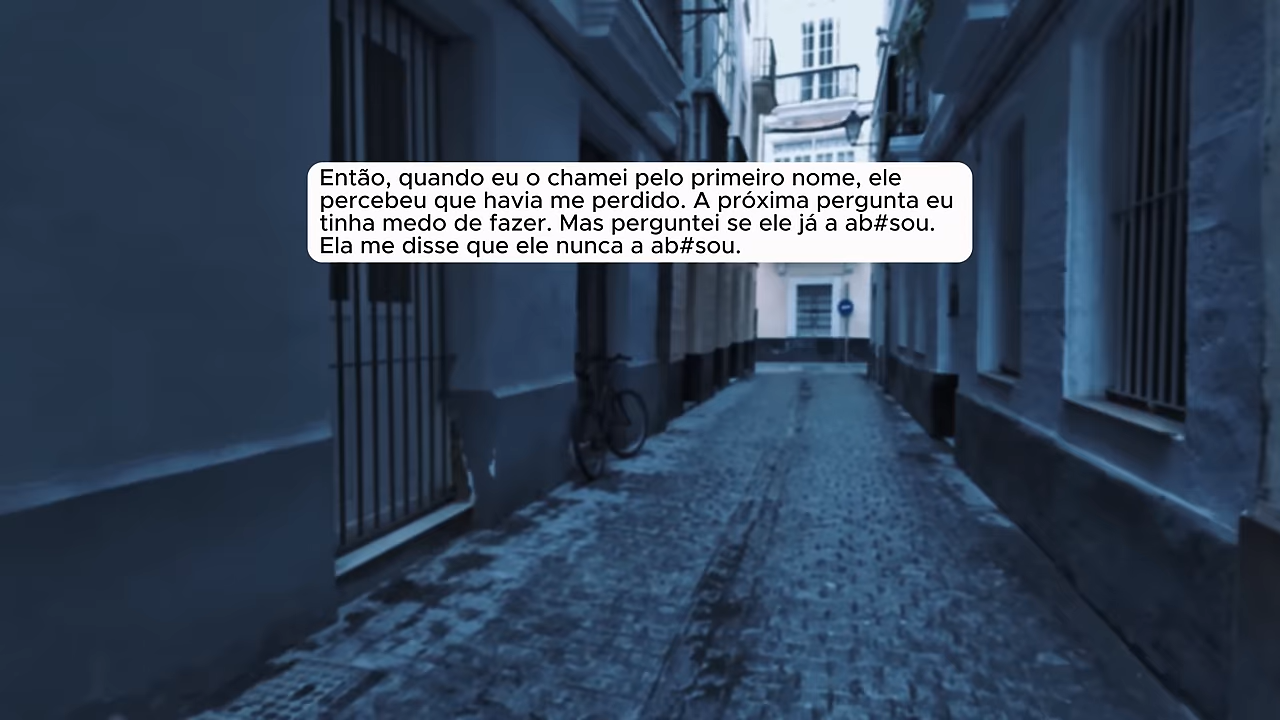 Então, quando eu o chamei pelo primeiro nome, ele
percebeu que havia me perdido. A próxima pergunta eu
tinha medo de fazer. Mas perguntei se ele já a ab#sou.
Ela me disse que ele nunca a ab#sou.